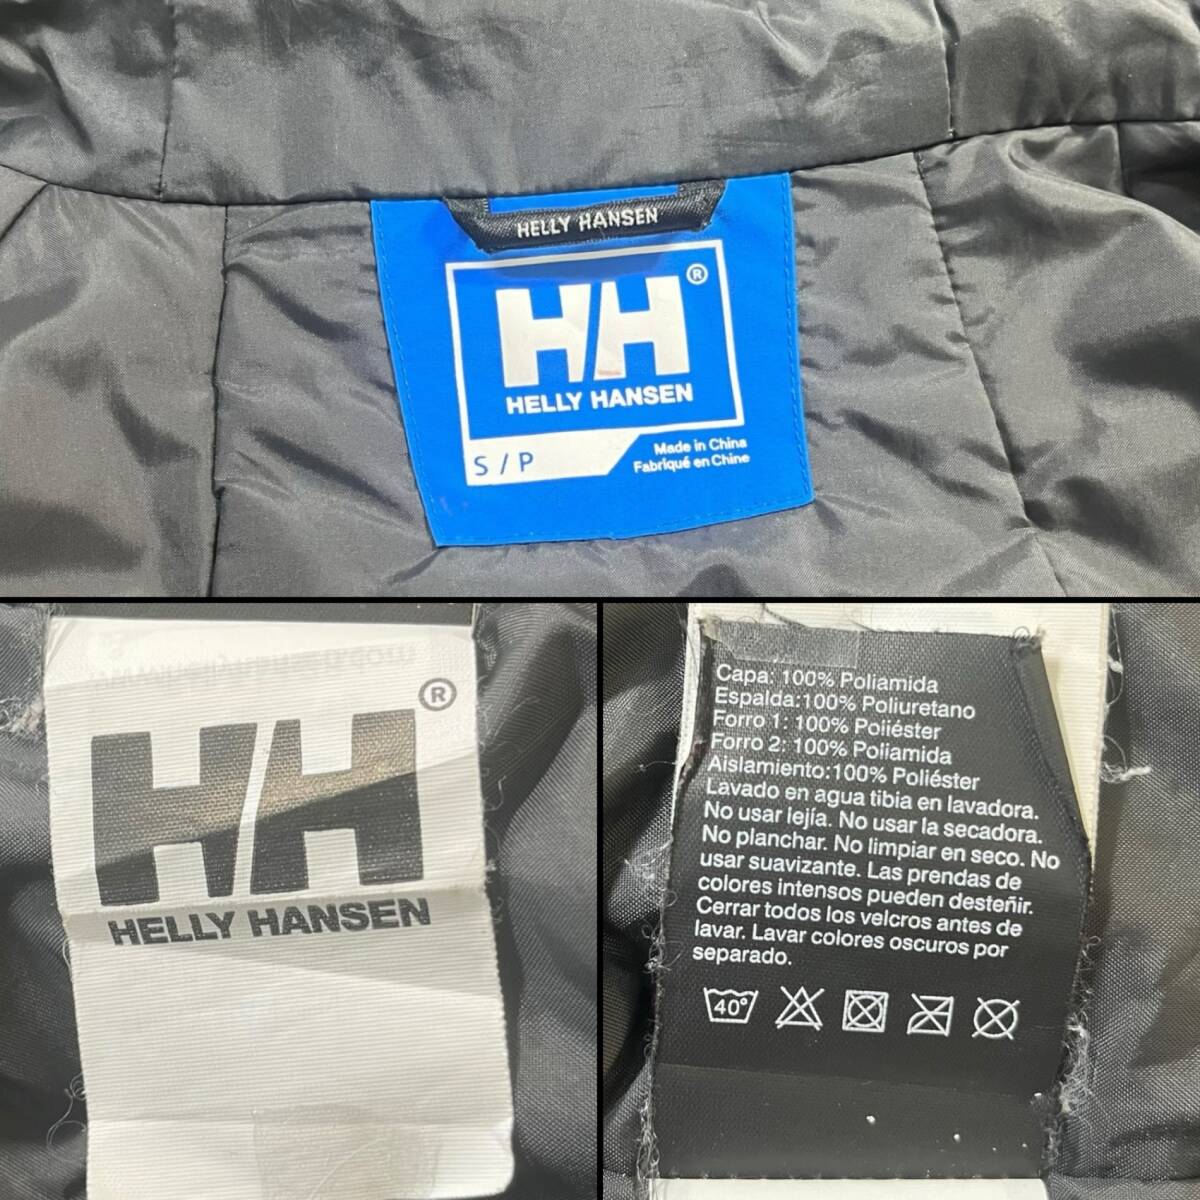 HELLY HANSEN
HH®
HELLY HANSEN
S / P
Made in China
Fabriqué en Chine
HH®
HELLY HANSEN
Capa: 100% Poliamida
Espalda:100% Poliuretano
Forro 1: 100% Poliéster
Forro 2: 100% Poliamida
Aislamiento:100% Poliéster
Lavado en agua tibia en lavadora.
No usar lejía. No usar la secadora.
No planchar. No limpiar en seco. No
usar suavizante. Las prendas de
colores intensos pueden desteñir.
Cerrar todos los velcros antes de
lavar. Lavar colores oscuros por
separado.
40°